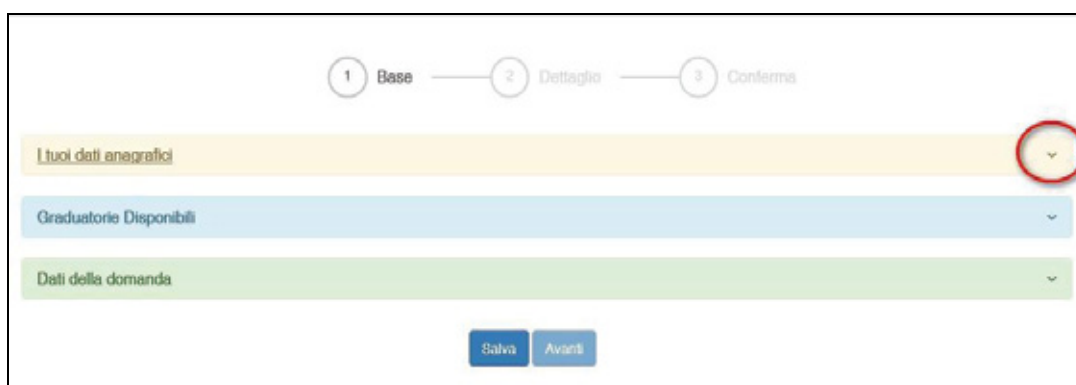 1 Base 2 Dettaglio 3 Conferma
I tuoi dati anagrafici
Graduatorie Disponibili
Dati della domanda
Salva Avanti